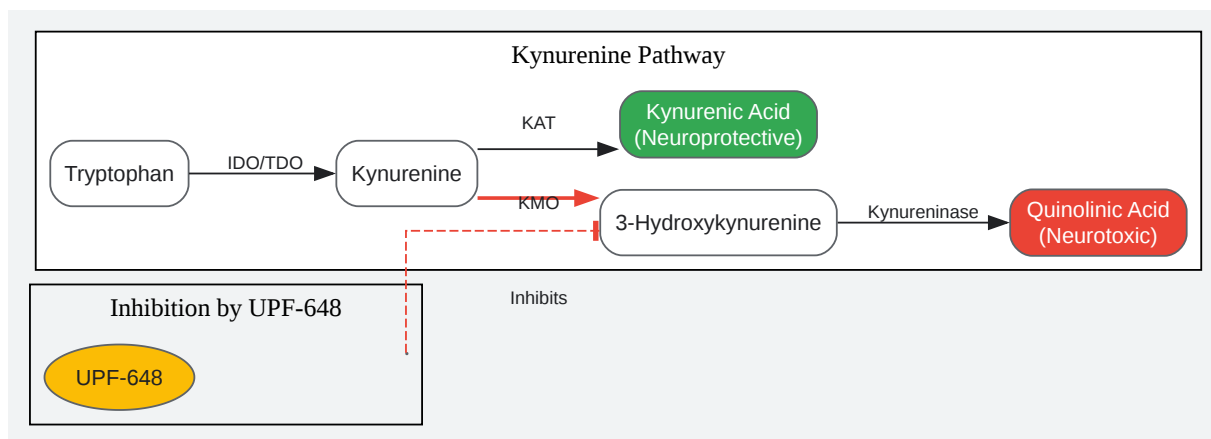 Kynurenine Pathway
Kynurenic Acid
(Neuroprotective)
KAT
Tryptophan
IDO/TDO
Kynurenine
KMO
3-Hydroxykynurenine
Kynureninase
Quinolinic Acid
(Neurotoxic)
Inhibition by UPF-648
Inhibits
UPF-648